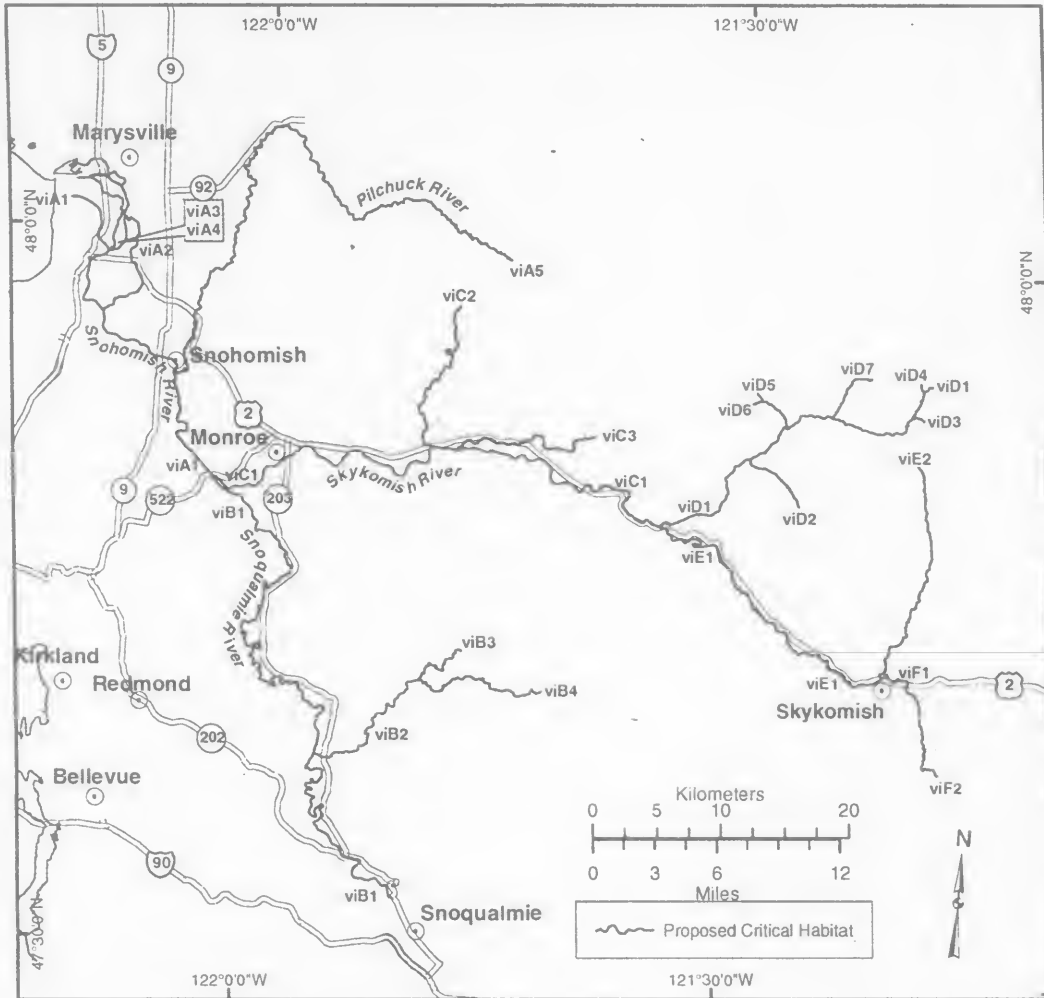 122°0'0"W
121°30'0"W
5
9
Marysville
92
Pilchuck River
viA1
viA3
viA4
48°0'0"N
viA2
viA5
48°0'0"N
viC2
Snohomish River
Snohomish
viD7
viD4
viD5
viD1
viD6
viD3
2
Monroe
viC3
viE2
viA1
viC1
Skykomish River
viC1
9
522
203
viB1
viD1
viD2
viE1
Snoqualmie River
viB3
Kirkland
viF1
Redmond
viB4
viE1
2
Skykomish
viB2
202
viF2
Bellevue
Kilometers
0 5 10 20
N
90
0 3 6 12
Miles
viB1
Snoqualmie
Proposed Critical Habitat
47°30'0"N
122°0'0"W
121°30'0"W